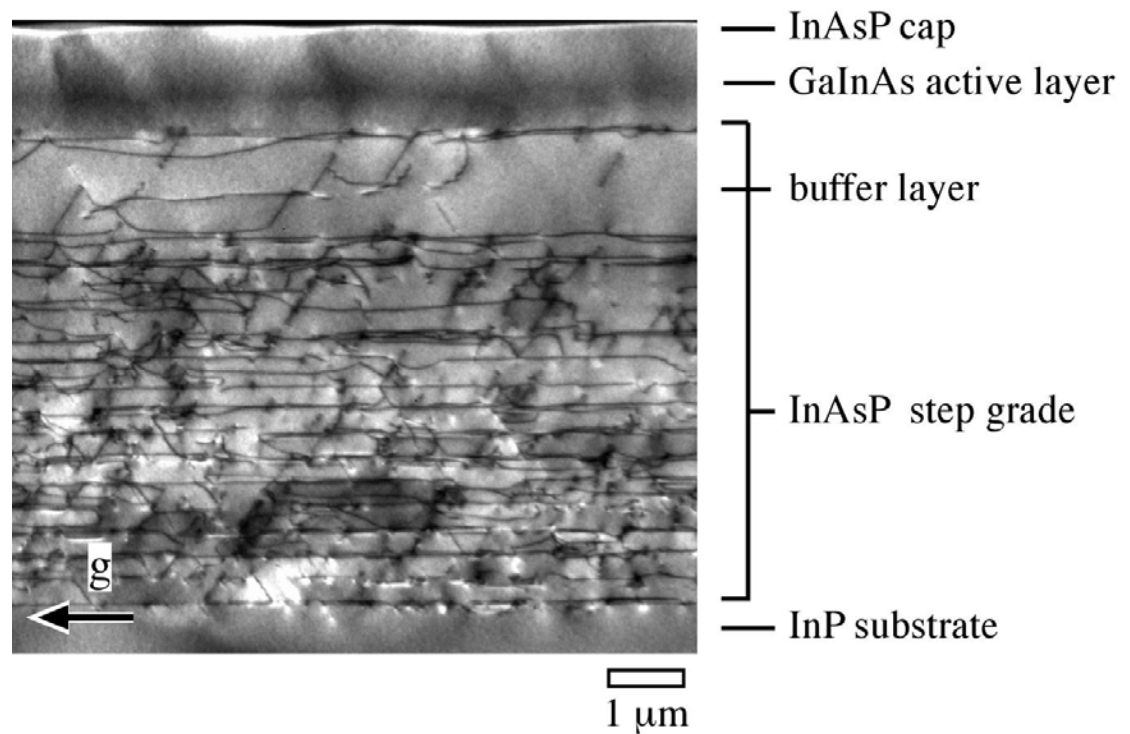 InAsP cap
GaInAs active layer
buffer layer
InAsP step grade
g
InP substrate
1 μm